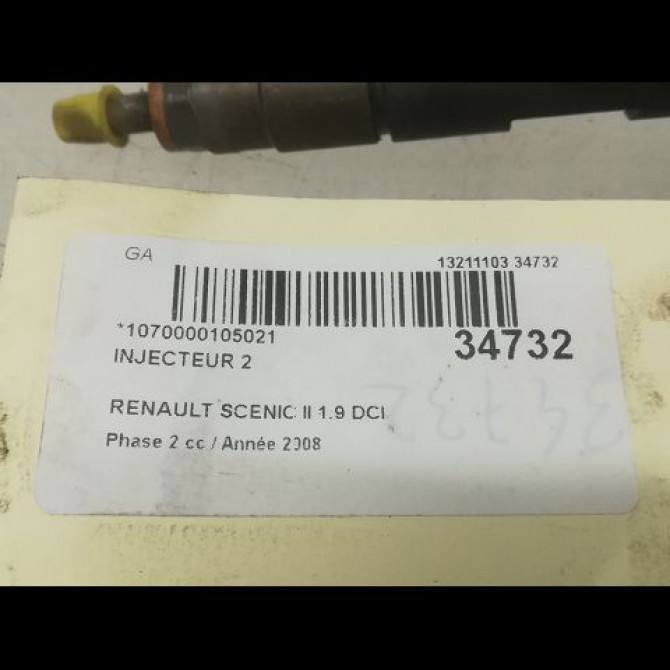 GA
13211103 34732
*1070000105021
34732
INJECTEUR 2
RENAULT SCENIC II 1.9 DCI
Phase 2 cc / Année 2008
34732